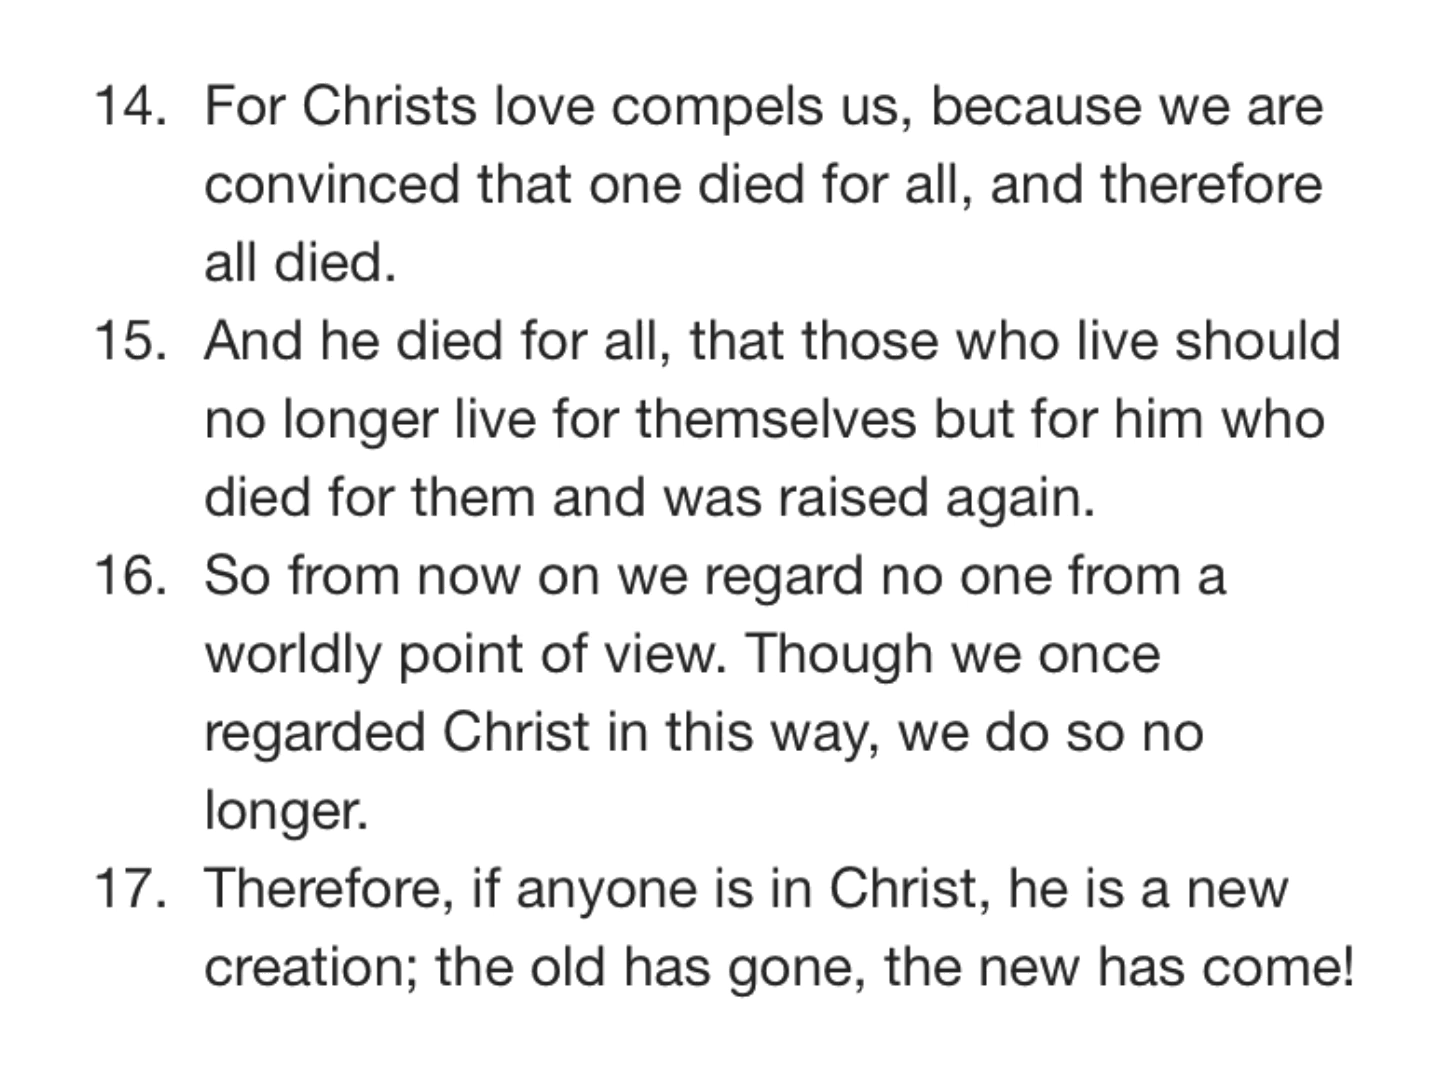 14. For Christs love compels us, because we are
convinced that one died for all, and therefore
all died.
15. And he died for all, that those who live should
no longer live for themselves but for him who
died for them and was raised again.
16. So from now on we regard no one from a
worldly point of view. Though we once
regarded Christ in this way, we do so no
longer.
17. Therefore, if anyone is in Christ, he is a new
creation; the old has gone, the new has come!